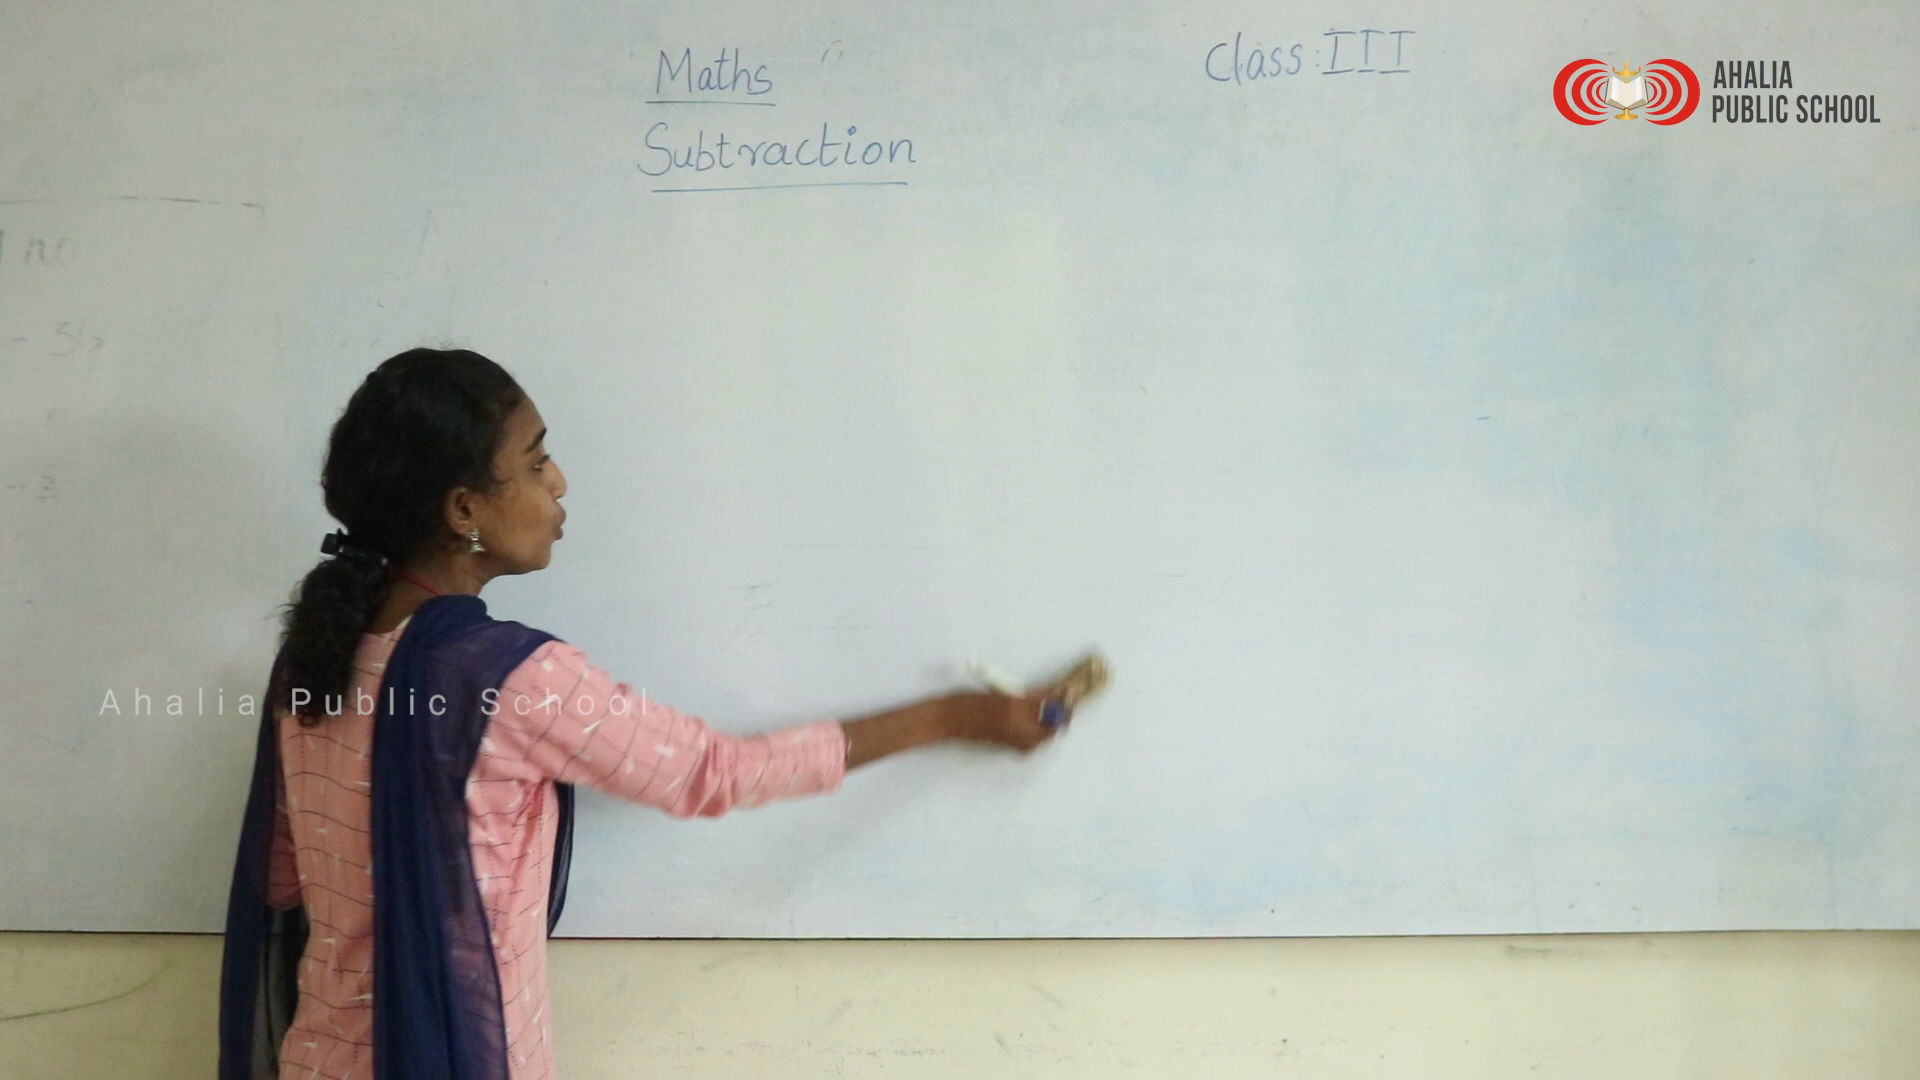 Maths
Class: III
Subtraction
AHALIA
PUBLIC SCHOOL
Ahalia Public School